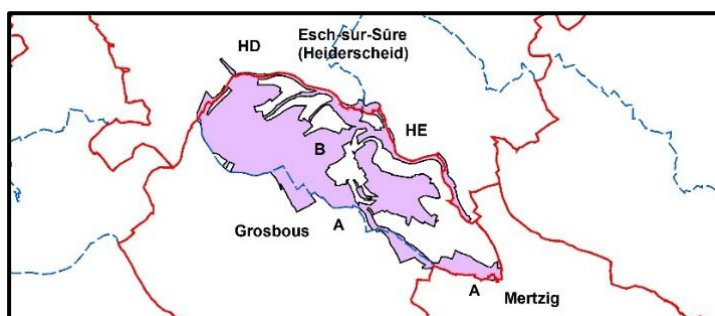 Esch-sur-Sûre
HD
(Heiderscheid)
HE
B
A
Grosbous
A
Mertzig